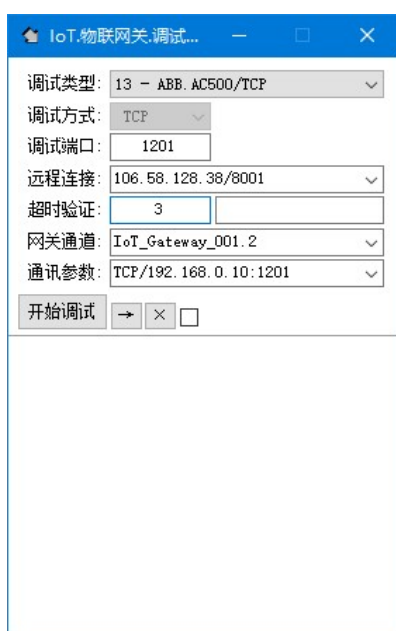 IoT.物联网关.调试...
调试类型: 13 - ABB.AC500/TCP
调试方式: TCP
调试端口: 1201
远程连接: 106.58.128.38/8001
超时验证: 3
网关通道: IoT_Gateway_001.2
通讯参数: TCP/192.168.0.10:1201
开始调试 → ×